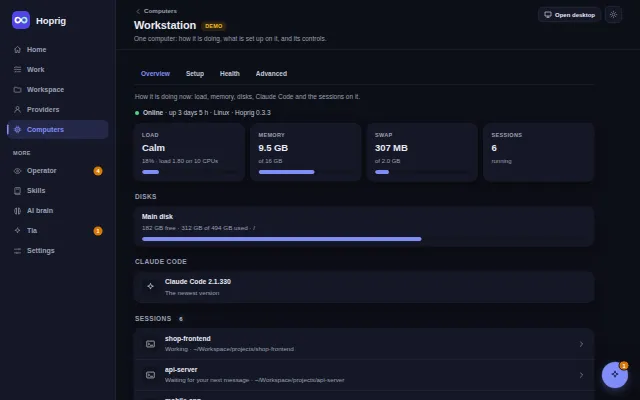 Hoprig
Home
Work
Workspace
Providers
Computers
MORE
Operator 4
Skills
AI brain
Tia 1
Settings
Computers
Workstation DEMO
One computer: how it is doing, what is set up on it, and its controls.
Open desktop
Overview Setup Health Advanced
How it is doing now: load, memory, disks, Claude Code and the sessions on it.
Online · up 3 days 5 h · Linux · Hoprig 0.3.3
LOAD
Calm
18% · load 1.80 on 10 CPUs
MEMORY
9.5 GB
of 16 GB
SWAP
307 MB
of 2.0 GB
SESSIONS
6
running
DISKS
Main disk
182 GB free · 312 GB of 494 GB used · /
CLAUDE CODE
Claude Code 2.1.330
The newest version
SESSIONS 6
shop-frontend
Working · ~/Workspace/projects/shop-frontend
api-server
Waiting for your next message · ~/Workspace/projects/api-server
1